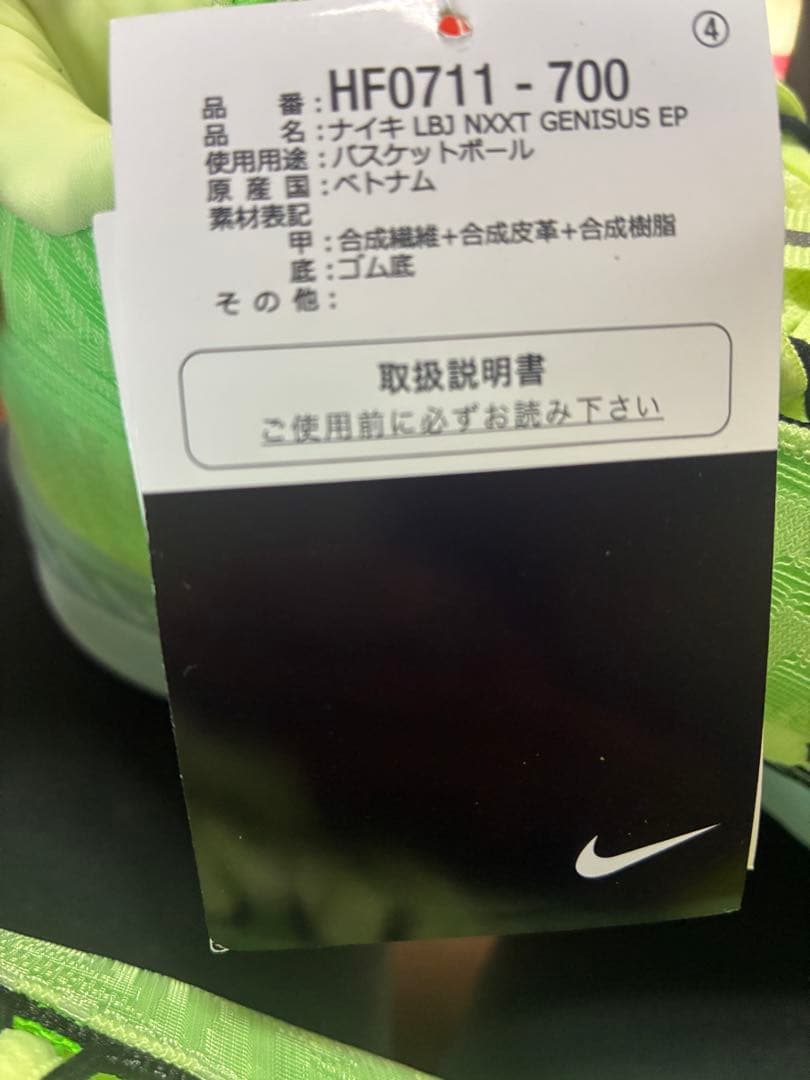 ④
品番:HF0711-700
品名:ナイキ LBJ NXXT GENISUS EP
使用用途:バスケットボール
原産国:ベトナム
素材表記
甲:合成繊維+合成皮革+合成樹脂
底:ゴム底
その他:
取扱説明書
ご使用前に必ずお読み下さい